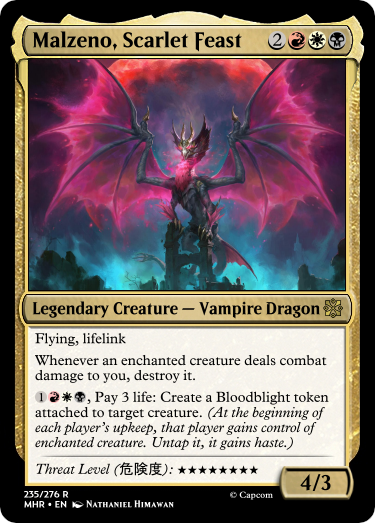 Malzeno, Scarlet Feast 2
Legendary Creature — Vampire Dragon
Flying, lifelink
Whenever an enchanted creature deals combat
damage to you, destroy it.
1, Pay 3 life: Create a Bloodblight token
attached to target creature. (At the beginning of
each player's upkeep, that player gains control of
enchanted creature. Untap it, it gains haste.)
Threat Level (危険度): ★★★★★★★★
4/3
235/276 R
MHR • EN NATHANIEL HIMAWAN
© Capcom